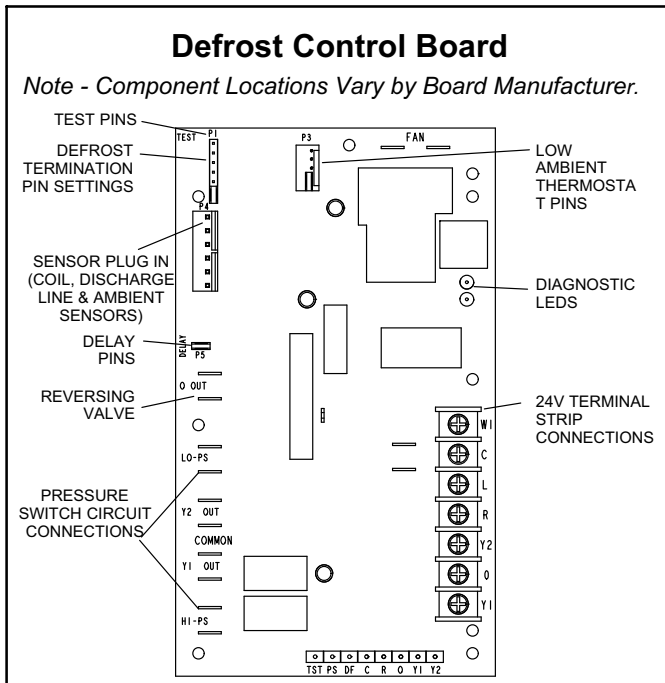 Defrost Control Board
Note - Component Locations Vary by Board Manufacturer.
TEST PINS
TEST
P1
P3
FAN
DEFROST
TERMINATION
PIN SETTINGS
LOW
AMBIENT
THERMOSTA
T PINS
P4
SENSOR PLUG IN
(COIL, DISCHARGE
LINE & AMBIENT
SENSORS)
DIAGNOSTIC
LEDS
DELAY
PINS
DELAY
P5
O OUT
REVERSING
VALVE
24V TERMINAL
STRIP
CONNECTIONS
W1
C
L
R
Y2
O
Y1
LO-PS
PRESSURE
SWITCH CIRCUIT
CONNECTIONS
Y2 OUT
COMMON
Y1 OUT
HI-PS
TST PS DF C R O Y1 Y2